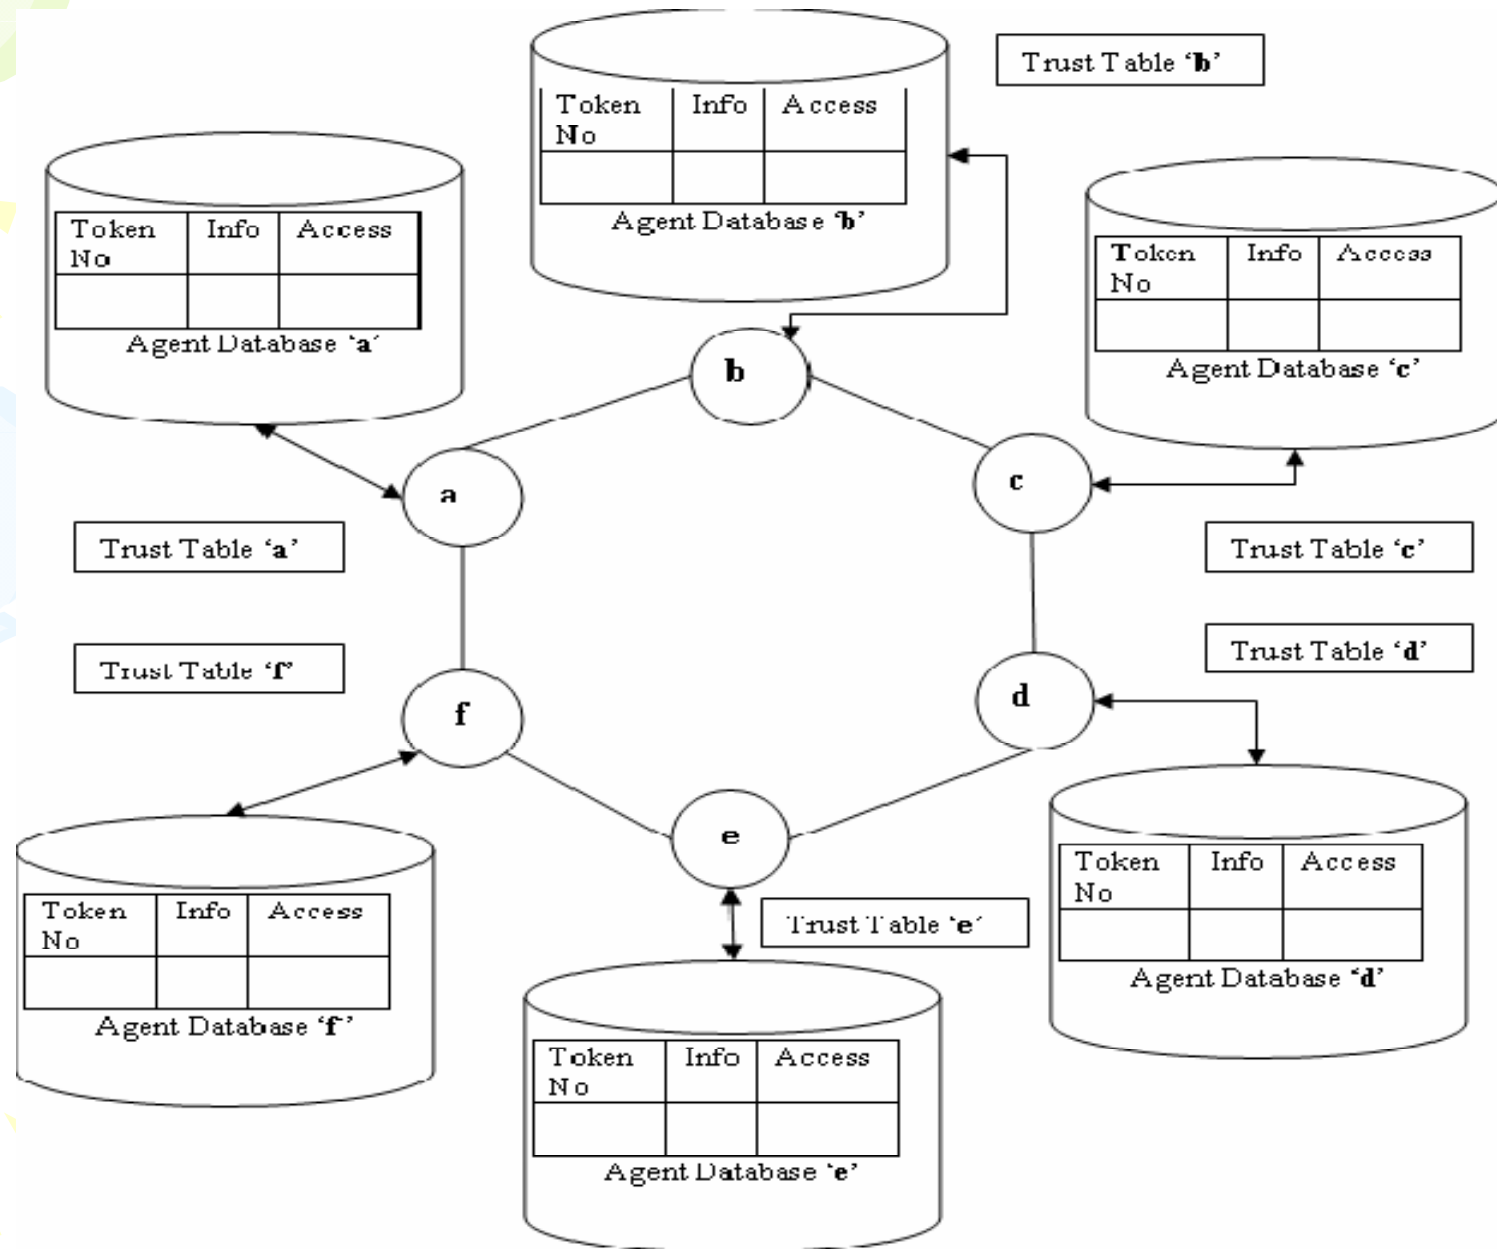 Trust Table ‘b’
Token Info Access
No
Agent Database ‘b’
Token Info Access
No
Agent Database ‘a’
Token Info Access
No
Agent Database ‘c’
b
a
c
Trust Table ‘a’
Trust Table ‘c’
Trust Table ‘f’
Trust Table ‘d’
f
d
e
Token Info Access
No
Agent Database ‘f’
Trust Table ‘e’
Token Info Access
No
Agent Database ‘d’
Token Info Access
No
Agent Database ‘e’